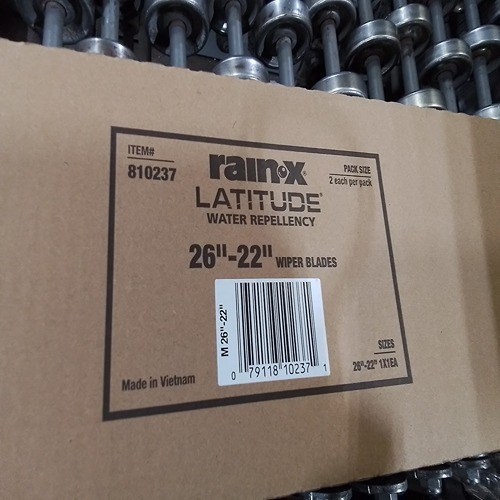 ITEM#
810237
rain-x®
PACK SIZE
2 each per pack
LATITUDE®
WATER REPELLENCY
26"-22" WIPER BLADES
M 26"-22"
0 79118 10237 1
SIZES
26"-22" 1X1EA
Made in Vietnam